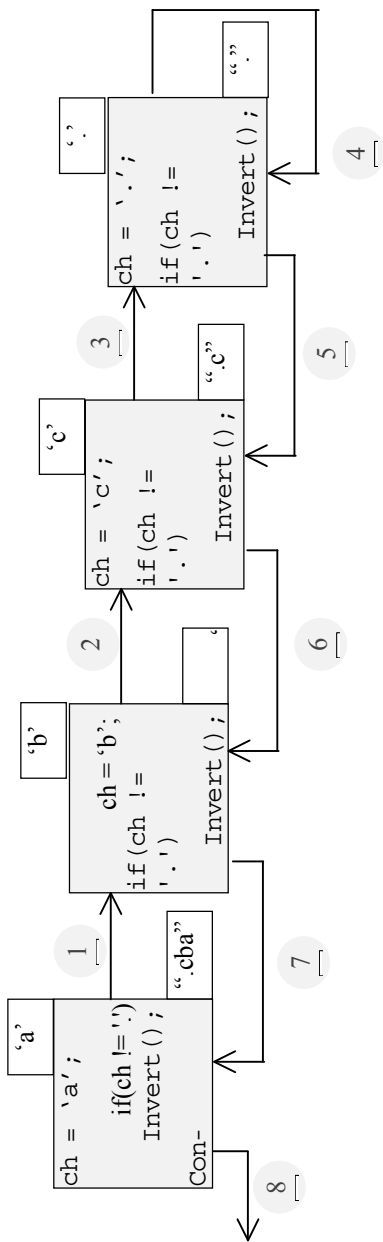 ‘a’
ch = `a’;
if(ch !='.')
Invert();
Con-
“.cba”
1
‘b’
ch = ‘b’;
if(ch !=
'.')
Invert();
‘
2
‘c’
ch = `c’;
if(ch !=
'.')
Invert();
“.c”
3
‘.’
ch = `.’;
if(ch !=
'.')
Invert();
“.”
4
5
6
7
8